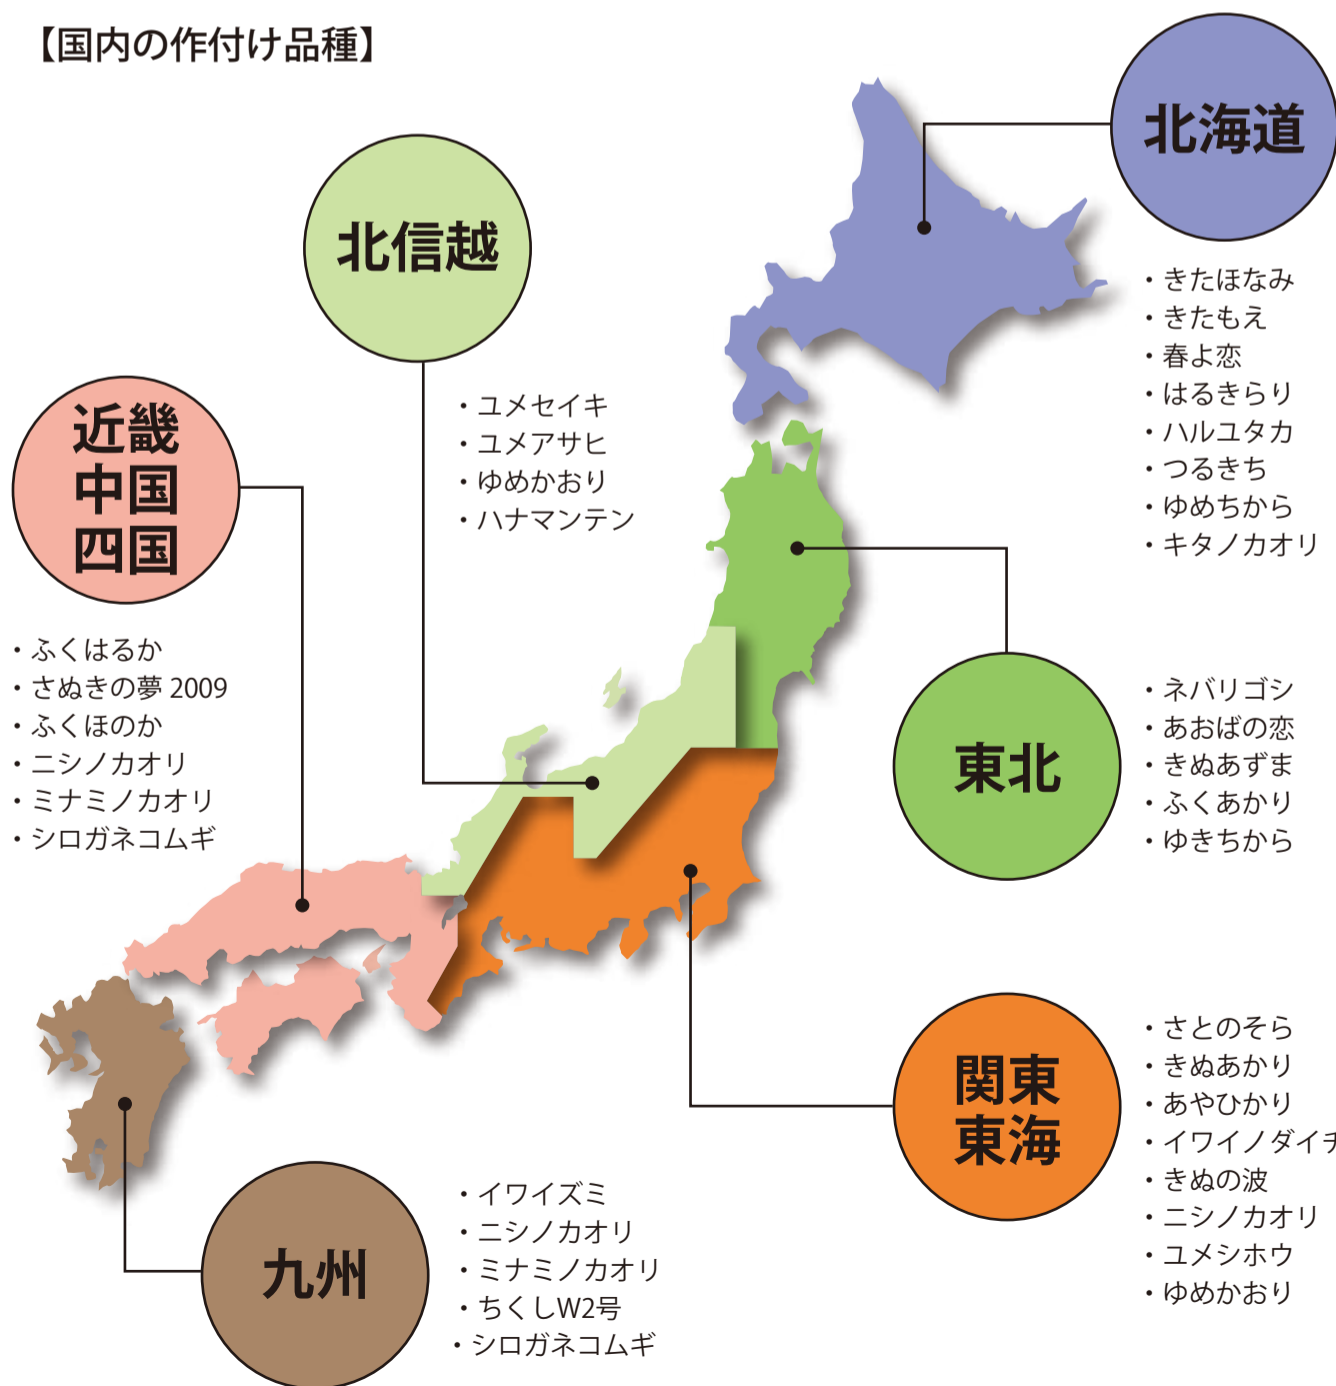 【国内の作付け品種】
北海道
・きたほなみ
・きたもえ
・春よ恋
・はるきらり
・ハルユタカ
・つるきち
・ゆめちから
・キタノカオリ
北信越
・ユメセイキ
・ユメアサヒ
・ゆめかおり
・ハナマンテン
近畿
中国
四国
・ふくはるか
・さぬきの夢 2009
・ふくほのか
・ニシノカオリ
・ミナミノカオリ
・シロガネコムギ
東北
・ネバリゴシ
・あおばの恋
・きぬあずま
・ふくあかり
・ゆきちから
関東
東海
・さとのそら
・きぬあかり
・あやひかり
・イワイノダイチ
・きぬの波
・ニシノカオリ
・ユメシホウ
・ゆめかおり
九州
・イワイズミ
・ニシノカオリ
・ミナミノカオリ
・ちくしW2号
・シロガネコムギ